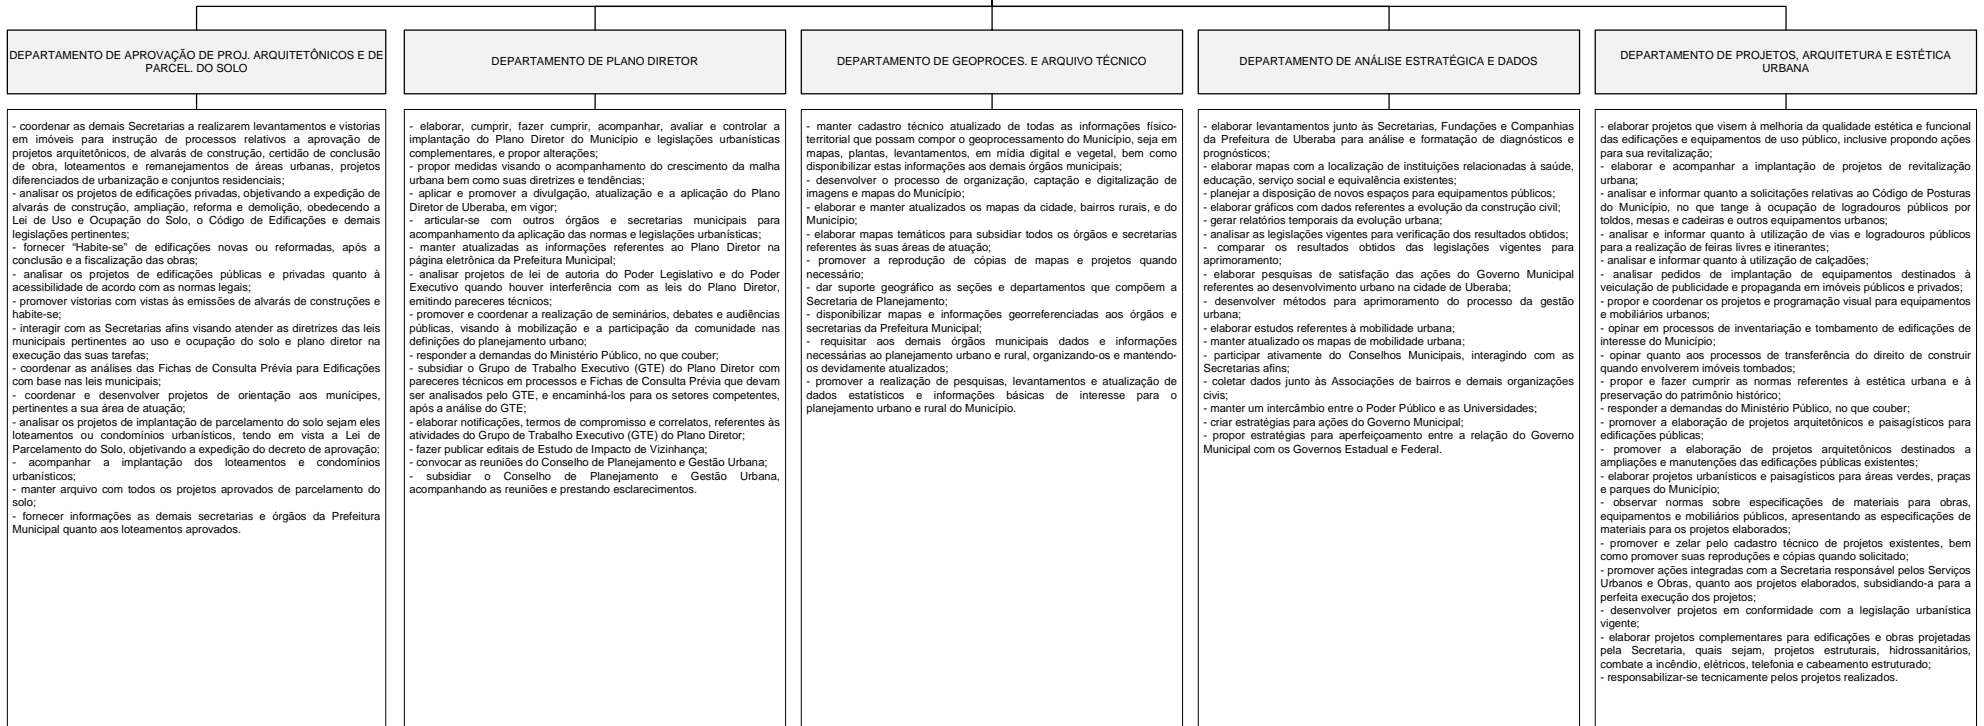 DEPARTAMENTO DE APROVAÇÃO DE PROJ. ARQUITETÔNICOS E DE
PARCEL. DO SOLO
- coordenar as demais Secretarias a realizarem levantamentos e vistorias
em imóveis para instrução de processos relativos a aprovação de
projetos arquitetônicos, de alvarás de construção, certidão de conclusão
de obra, loteamentos e remanejamentos de áreas urbanas, projetos
diferenciados de urbanização e conjuntos residenciais;
- analisar os projetos de edificações privadas, objetivando a expedição de
alvarás de construção, ampliação, reforma e demolição, obedecendo a
Lei de Uso e Ocupação do Solo, o Código de Edificações e demais
legislações pertinentes;
- fornecer "Habite-se" de edificações novas ou reformadas, após a
conclusão e a fiscalização das obras;
- analisar os projetos de edificações públicas e privadas quanto à
acessibilidade de acordo com as normas legais;
- promover vistorias com vistas às emissões de alvarás de construções e
habite-se;
- interagir com as Secretarias afins visando atender as diretrizes das leis
municipais pertinentes ao uso e ocupação do solo e plano diretor na
execução das suas tarefas;
- coordenar as análises das Fichas de Consulta Prévia para Edificações
com base nas leis municipais;
- coordenar e desenvolver projetos de orientação aos munícipes,
pertinentes a sua área de atuação;
- analisar os projetos de implantação de parcelamento do solo sejam eles
loteamentos ou condomínios urbanísticos, tendo em vista a Lei de
Parcelamento do Solo, objetivando a expedição do decreto de aprovação;
- acompanhar a implantação dos loteamentos e condomínios
urbanísticos;
- manter arquivo com todos os projetos aprovados de parcelamento do
solo;
- fornecer informações as demais secretarias e órgãos da Prefeitura
Municipal quanto aos loteamentos aprovados.
DEPARTAMENTO DE PLANO DIRETOR
- elaborar, cumprir, fazer cumprir, acompanhar, avaliar e controlar a
implantação do Plano Diretor do Município e legislações urbanísticas
complementares, e propor alterações;
- propor medidas visando o acompanhamento do crescimento da malha
urbana bem como suas diretrizes e tendências;
- aplicar e promover a divulgação, atualização e a aplicação do Plano
Diretor de Uberaba, em vigor;
- articular-se com outros órgãos e secretarias municipais para
acompanhamento da aplicação das normas e legislações urbanísticas;
- manter atualizadas as informações referentes ao Plano Diretor na
página eletrônica da Prefeitura Municipal;
- analisar projetos de lei de autoria do Poder Legislativo e do Poder
Executivo quando houver interferência com as leis do Plano Diretor,
emitindo pareceres técnicos;
- promover e coordenar a realização de seminários, debates e audiências
públicas, visando à mobilização e a participação da comunidade nas
definições do planejamento urbano;
- responder a demandas do Ministério Público, no que couber;
- subsidiar o Grupo de Trabalho Executivo (GTE) do Plano Diretor com
pareceres técnicos em processos e Fichas de Consulta Prévia que devam
ser analisados pelo GTE, e encaminhá-los para os setores competentes,
após a análise do GTE;
- elaborar notificações, termos de compromisso e correlatos, referentes às
atividades do Grupo de Trabalho Executivo (GTE) do Plano Diretor;
- fazer publicar editais de Estudo de Impacto de Vizinhança;
- convocar as reuniões do Conselho de Planejamento e Gestão Urbana;
- subsidiar o Conselho de Planejamento e Gestão Urbana,
acompanhando as reuniões e prestando esclarecimentos.
DEPARTAMENTO DE GEOPROCES. E ARQUIVO TÉCNICO
- manter cadastro técnico atualizado de todas as informações físico-
territorial que possam compor o geoprocessamento do Município, seja em
mapas, plantas, levantamentos, em mídia digital e vegetal, bem como
disponibilizar estas informações aos demais órgãos municipais;
- desenvolver o processo de organização, captação e digitalização de
imagens e mapas do Município;
- elaborar e manter atualizados os mapas da cidade, bairros rurais, e do
Município;
- elaborar mapas temáticos para subsidiar todos os órgãos e secretarias
referentes às suas áreas de atuação;
- promover a reprodução de cópias de mapas e projetos quando
necessário;
- dar suporte geográfico as seções e departamentos que compõem a
Secretaria de Planejamento;
- disponibilizar mapas e informações georreferenciadas aos órgãos e
secretarias da Prefeitura Municipal;
- requisitar aos demais órgãos municipais dados e informações
necessárias ao planejamento urbano e rural, organizando-os e mantendo-
os devidamente atualizados;
- promover a realização de pesquisas, levantamentos e atualização de
dados estatísticos e informações básicas de interesse para o
planejamento urbano e rural do Município.
DEPARTAMENTO DE ANÁLISE ESTRATÉGICA E DADOS
- elaborar levantamentos junto às Secretarias, Fundações e Companhias
da Prefeitura de Uberaba para análise e formatação de diagnósticos e
prognósticos;
- elaborar mapas com a localização de instituições relacionadas à saúde,
educação, serviço social e equivalência existentes;
- planejar a disposição de novos espaços para equipamentos públicos;
- elaborar gráficos com dados referentes a evolução da construção civil;
- gerar relatórios temporais da evolução urbana;
- analisar as legislações vigentes para verificação dos resultados obtidos;
- comparar os resultados obtidos das legislações vigentes para
aprimoramento;
- elaborar pesquisas de satisfação das ações do Governo Municipal
referentes ao desenvolvimento urbano na cidade de Uberaba;
- desenvolver métodos para aprimoramento do processo da gestão
urbana;
- elaborar estudos referentes à mobilidade urbana;
- manter atualizado os mapas de mobilidade urbana;
- participar ativamente do Conselhos Municipais, interagindo com as
Secretarias afins;
- coletar dados junto às Associações de bairros e demais organizações
civis;
- manter um intercâmbio entre o Poder Público e as Universidades;
- criar estratégias para ações do Governo Municipal;
- propor estratégias para aperfeiçoamento entre a relação do Governo
Municipal com os Governos Estadual e Federal.
DEPARTAMENTO DE PROJETOS, ARQUITETURA E ESTÉTICA
URBANA
- elaborar projetos que visem à melhoria da qualidade estética e funcional
das edificações e equipamentos de uso público, inclusive propondo ações
para sua revitalização;
- elaborar e acompanhar a implantação de projetos de revitalização
urbana;
- analisar e informar quanto a solicitações relativas ao Código de Posturas
do Município, no que tange à ocupação de logradouros públicos por
toldos, mesas e cadeiras e outros equipamentos urbanos;
- analisar e informar quanto à utilização de vias e logradouros públicos
para a realização de feiras livres e itinerantes;
- analisar e informar quanto à utilização de calçadões;
- analisar pedidos de implantação de equipamentos destinados à
veiculação de publicidade e propaganda em imóveis públicos e privados;
- propor e coordenar os projetos e programação visual para equipamentos
e mobiliários urbanos;
- opinar em processos de inventariação e tombamento de edificações de
interesse do Município;
- opinar quanto aos processos de transferência do direito de construir
quando envolverem imóveis tombados;
- propor e fazer cumprir as normas referentes à estética urbana e à
preservação do patrimônio histórico;
- responder a demandas do Ministério Público, no que couber;
- promover a elaboração de projetos arquitetônicos e paisagísticos para
edificações públicas;
- promover a elaboração de projetos arquitetônicos destinados a
ampliações e manutenções das edificações públicas existentes;
- elaborar projetos urbanísticos e paisagísticos para áreas verdes, praças
e parques do Município;
- observar normas sobre especificações de materiais para obras,
equipamentos e mobiliários públicos, apresentando as especificações de
materiais para os projetos elaborados;
- promover e zelar pelo cadastro técnico de projetos existentes, bem
como promover suas reproduções e cópias quando solicitado;
- promover ações integradas com a Secretaria responsável pelos Serviços
Urbanos e Obras, quanto aos projetos elaborados, subsidiando-a para a
perfeita execução dos projetos;
- desenvolver projetos em conformidade com a legislação urbanística
vigente;
- elaborar projetos complementares para edificações e obras projetadas
pela Secretaria, quais sejam, projetos estruturais, hidrossanitários,
combate a incêndio, elétricos, telefonia e cabeamento estruturado;
- responsabilizar-se tecnicamente pelos projetos realizados.